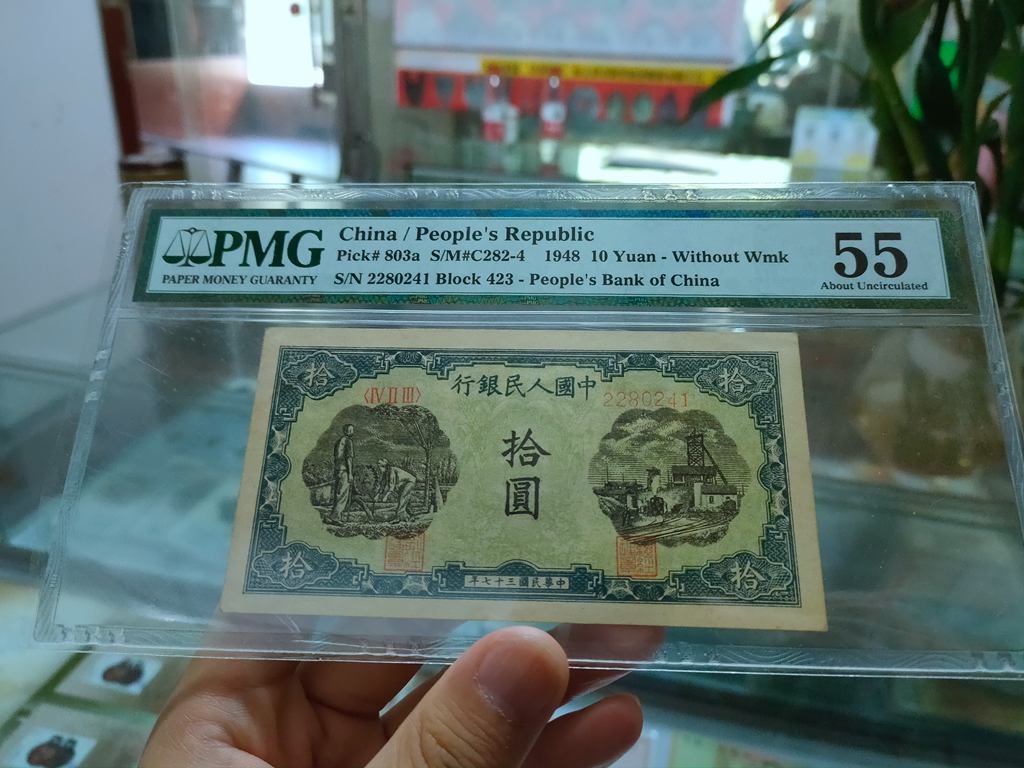 PMG
PAPER MONEY GUARANTY
China / People's Republic
Pick# 803a S/M#C282-4 1948 10 Yuan - Without Wmk
S/N 2280241 Block 423 - People's Bank of China
55
About Uncirculated
拾
行銀民人國中
拾
〈IV II III〉
2280241
拾
圓
拾
年七十三國民華中
拾